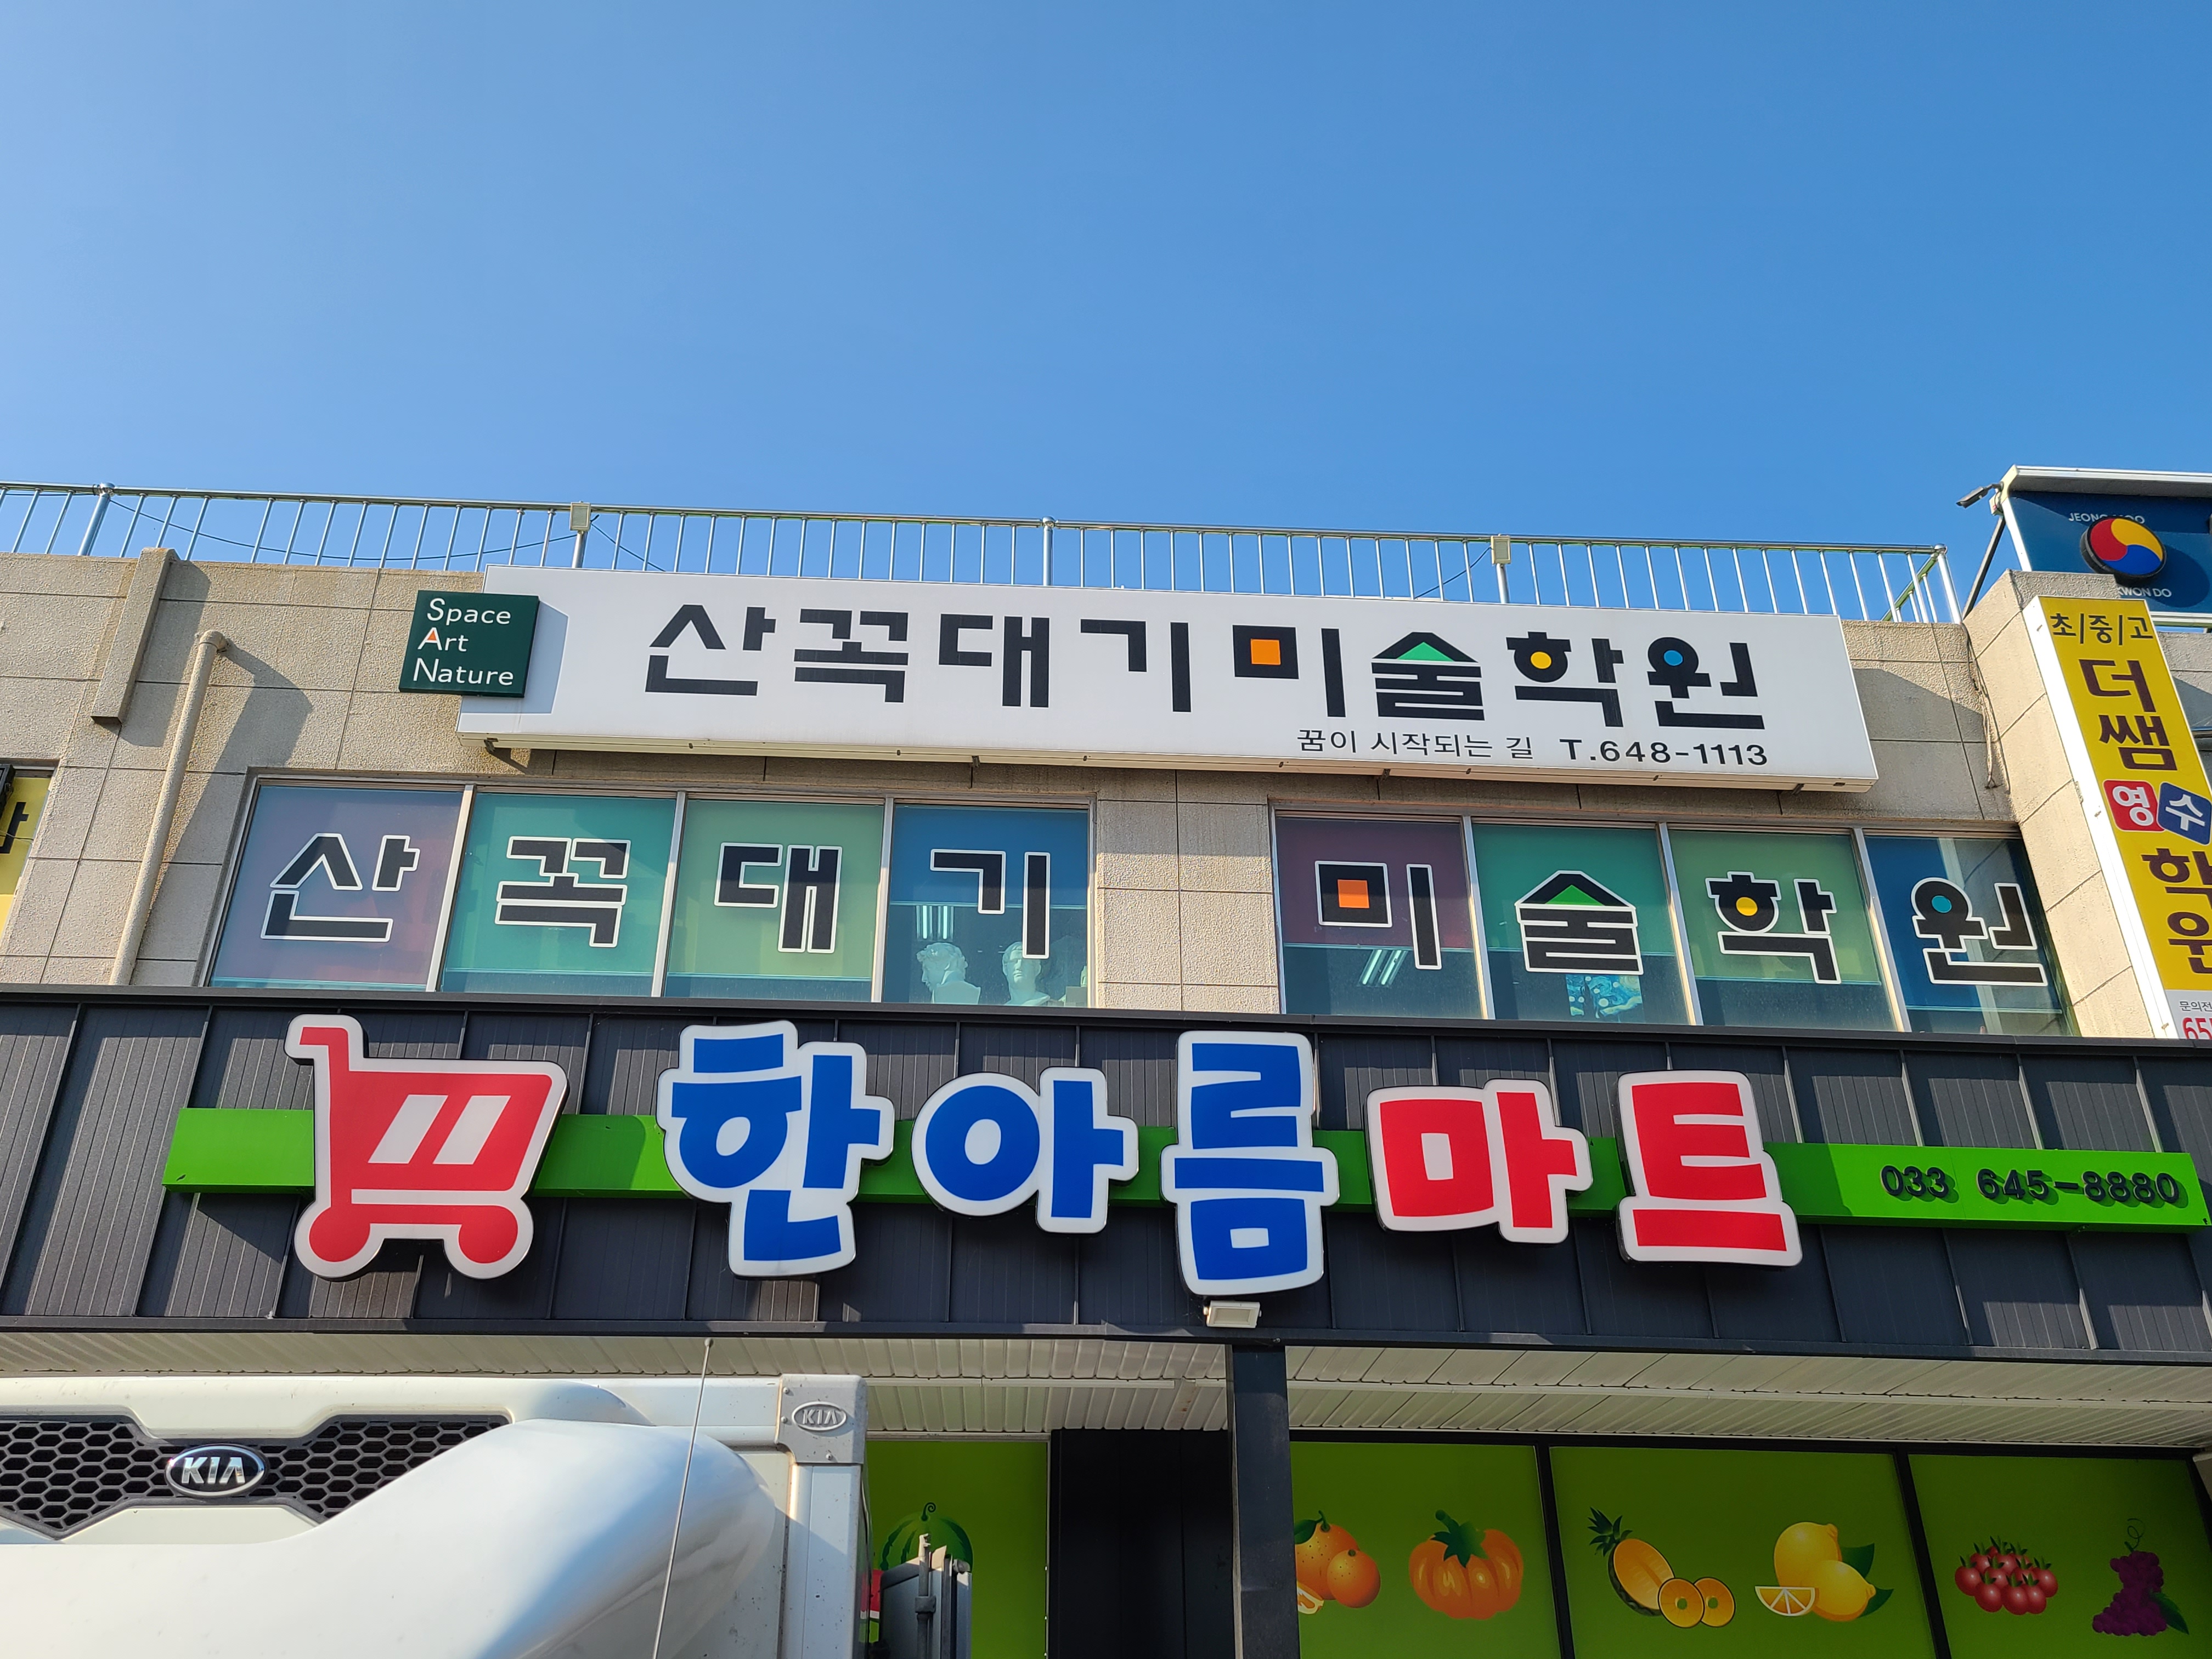 Space
Art
Nature
산꼭대기미술학원
꿈이 시작되는 길 T.648-1113
산꼭대기 미술학원
한아름마트
033 645-8880
초/중/고
더
쌤
영수
학
원
KIA
KIA